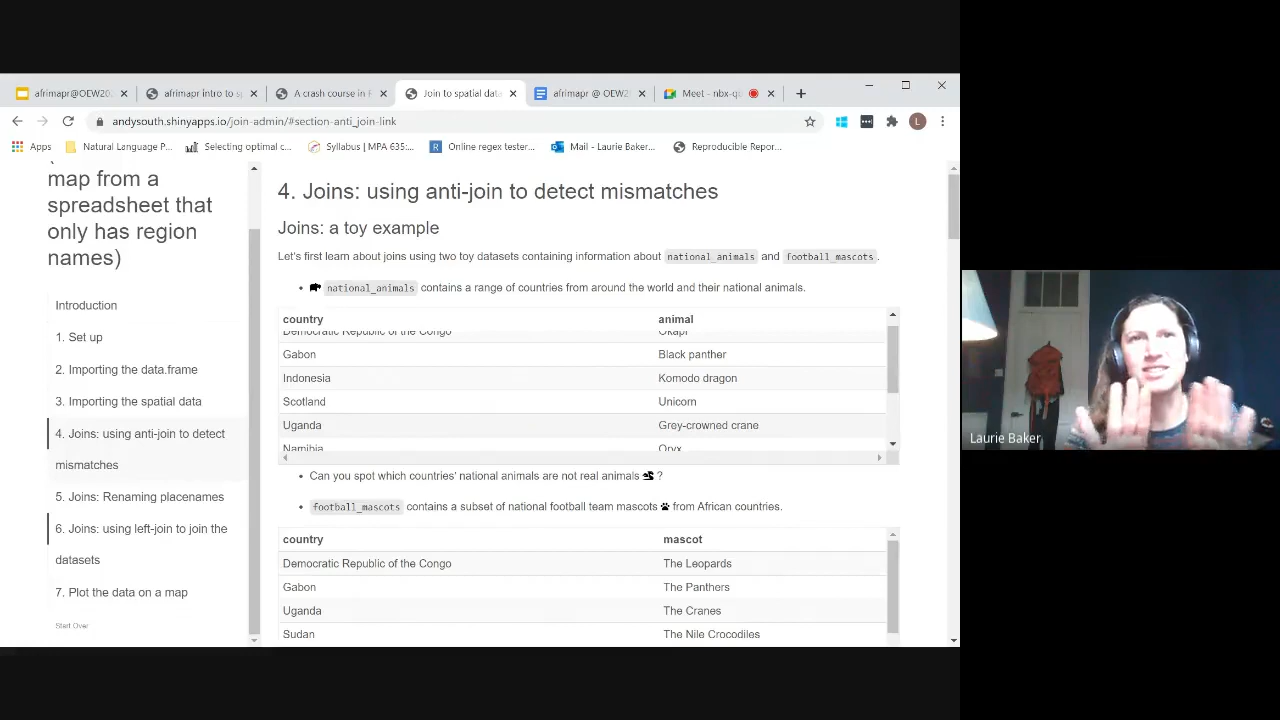 afrimapr@OEW20
afrimapr intro to s
A crash course in F
Join to spatial data
afrimapr @ OEW2
Meet – nbx-q
andysouth.shinyapps.io/join-admin/#section-anti_join-link
L
Apps
Natural Language P...
Selecting optimal c...
Syllabus | MPA 635:...
Online regex tester...
Mail - Laurie Baker...
Reproducible Repor...
map from a
spreadsheet that
only has region
names)
Introduction
1. Set up
2. Importing the data.frame
3. Importing the spatial data
4. Joins: using anti-join to detect
mismatches
5. Joins: Renaming placenames
6. Joins: using left-join to join the
datasets
7. Plot the data on a map
Start Over
4. Joins: using anti-join to detect mismatches
Joins: a toy example
Let's first learn about joins using two toy datasets containing information about national_animals and football_mascots.
• national_animals contains a range of countries from around the world and their national animals.
country animal
Democratic Republic of the Congo Okapi
Gabon Black panther
Indonesia Komodo dragon
Scotland Unicorn
Uganda Grey-crowned crane
Namibia Oryx
• Can you spot which countries' national animals are not real animals ?
• football_mascots contains a subset of national football team mascots from African countries.
country mascot
Democratic Republic of the Congo The Leopards
Gabon The Panthers
Uganda The Cranes
Sudan The Nile Crocodiles
Laurie Baker